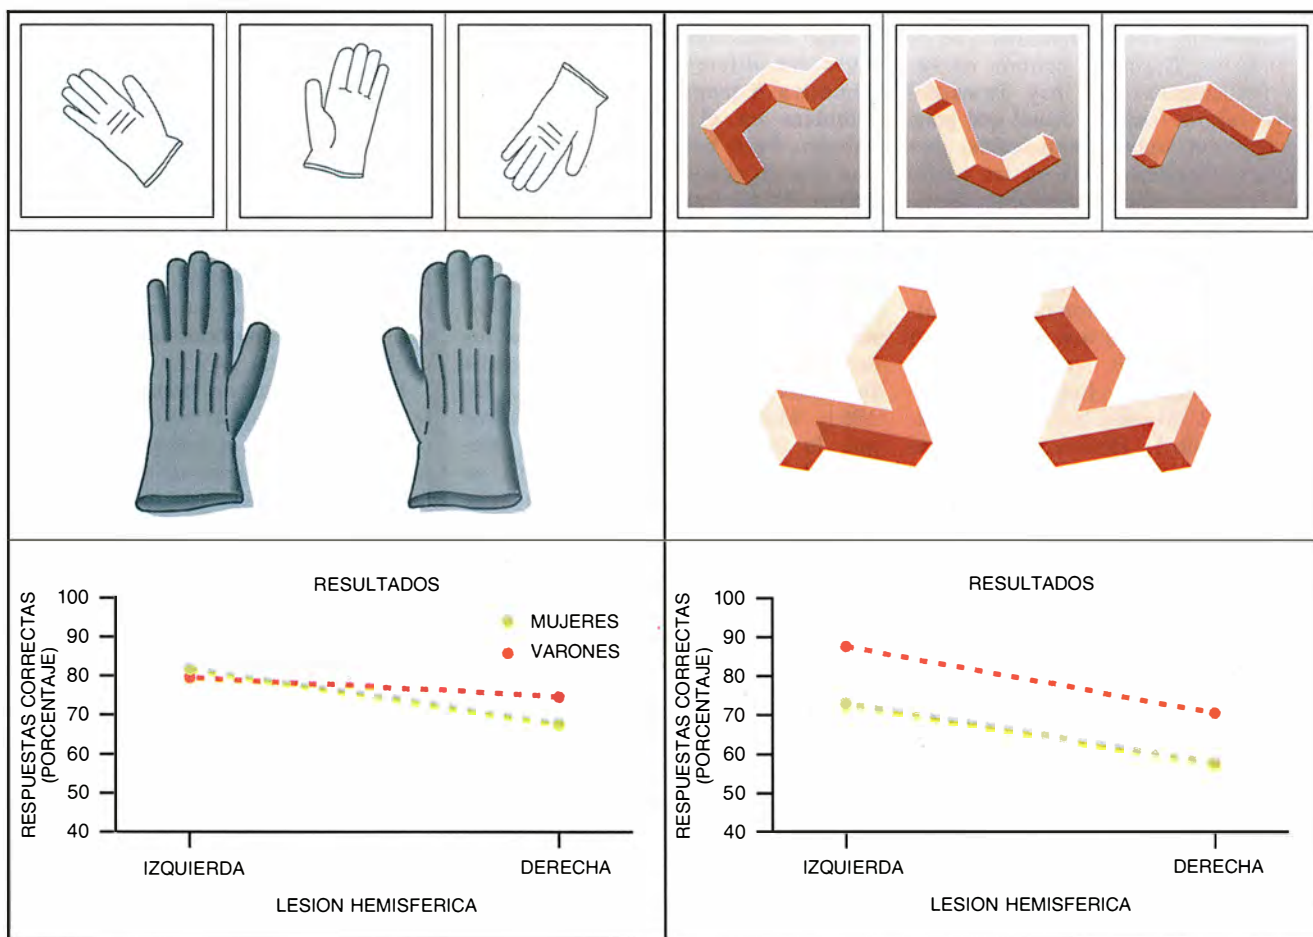 RESULTADOS
RESPUESTAS CORRECTAS
(PORCENTAJE)
100
90
80
70
60
50
40
MUJERES
VARONES
IZQUIERDA
DERECHA
LESION HEMISFERICA
RESULTADOS
RESPUESTAS CORRECTAS
(PORCENTAJE)
100
90
80
70
60
50
40
IZQUIERDA
DERECHA
LESION HEMISFERICA